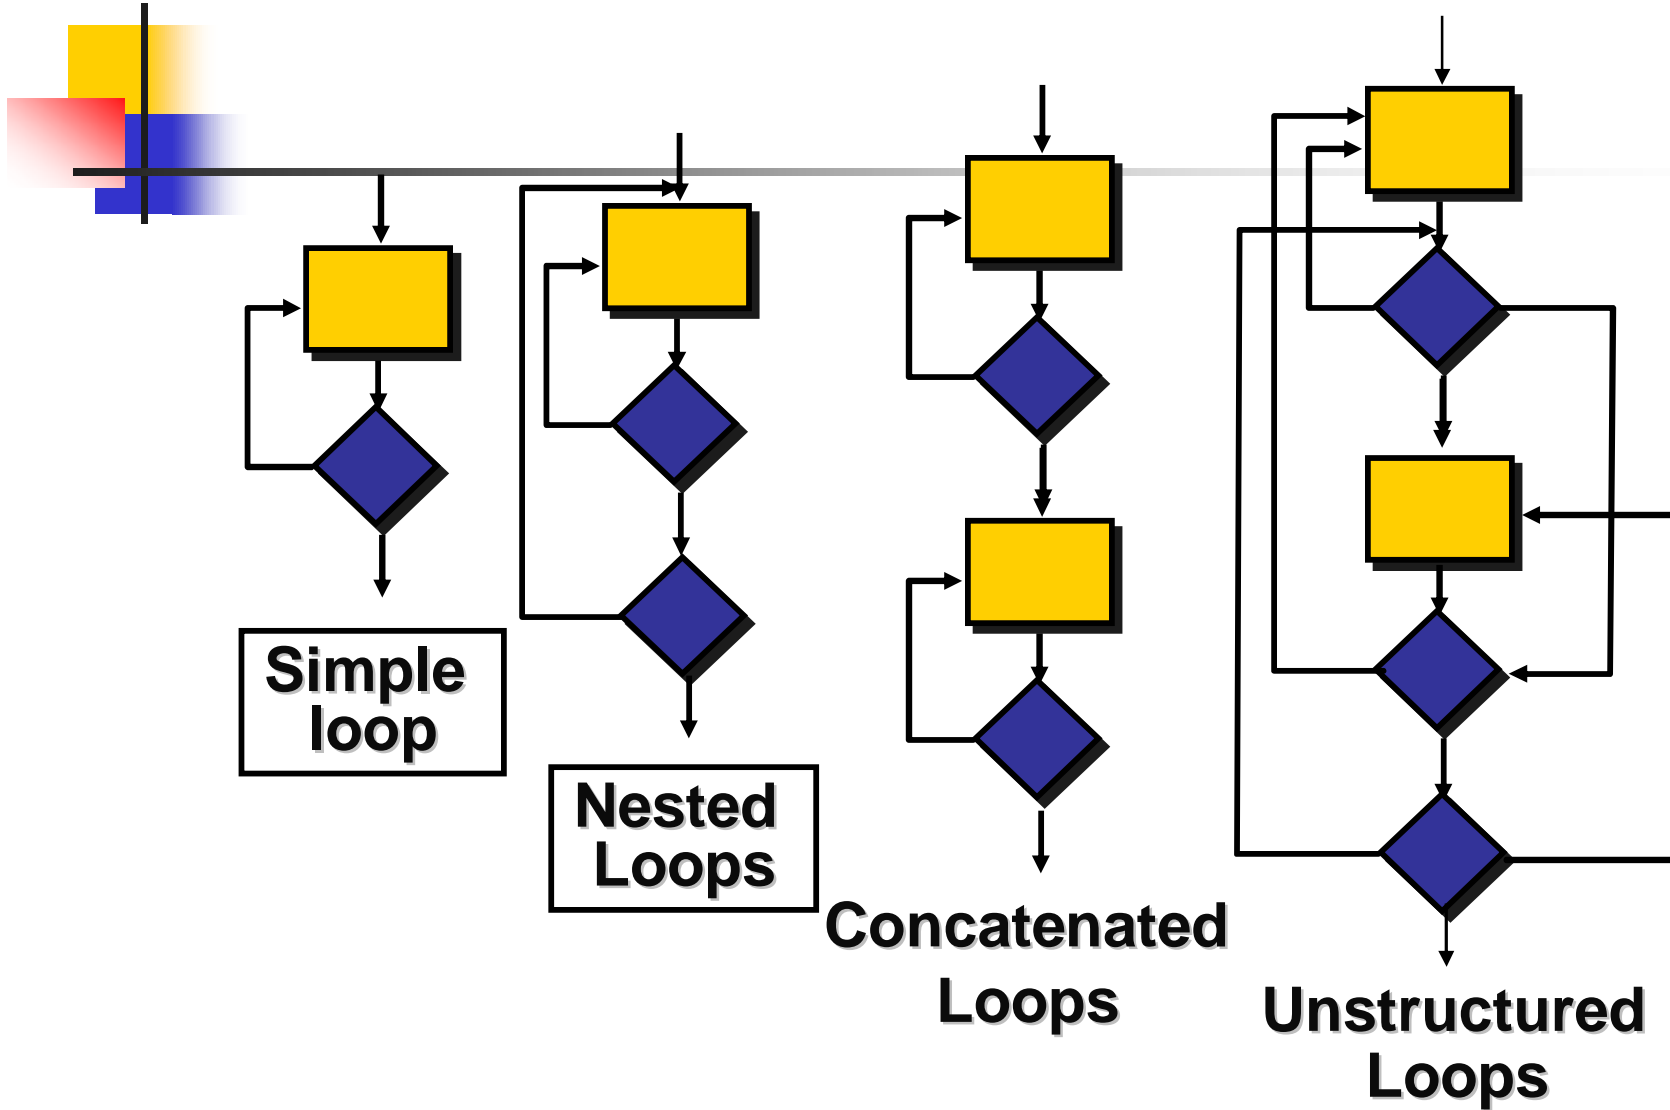 Simple
loop
Nested
Loops
Concatenated
Loops
Unstructured
Loops